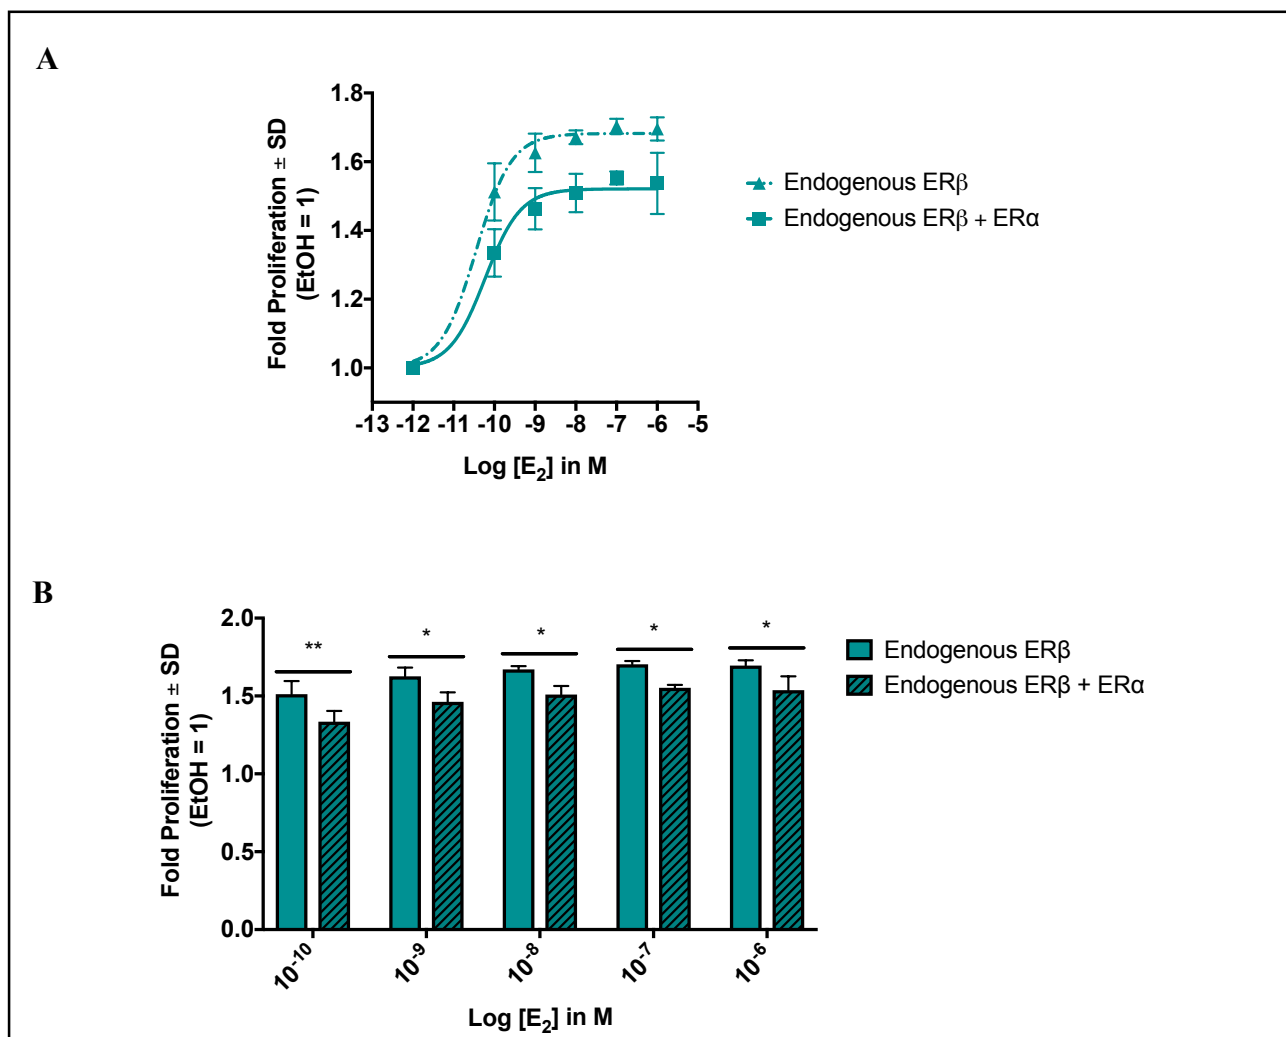 A
Fold Proliferation ± SD
(EtOH = 1)
1.8
1.6
1.4
1.2
1.0
-13 -12 -11 -10 -9 -8 -7 -6 -5
Log [E₂] in M
Endogenous ERβ
Endogenous ERβ + ERα
B
Fold Proliferation ± SD
(EtOH = 1)
2.0
1.5
1.0
0.5
0.0
** * * * *
10⁻¹⁰ 10⁻⁹ 10⁻⁸ 10⁻⁷ 10⁻⁶
Log [E₂] in M
Endogenous ERβ
Endogenous ERβ + ERα